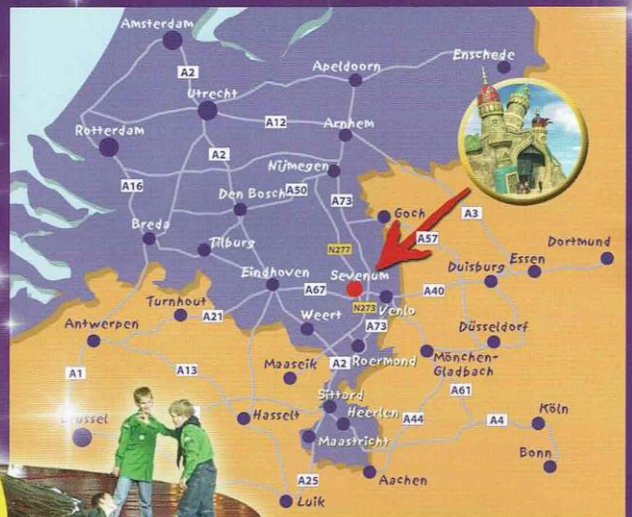 Amsterdam
Enschede
Apeldoorn
A2
Utrecht
A12
Arnhem
Rotterdam
A2
Nijmegen
A16
Den Bosch
A50
A73
Goch
A3
Breda
Tilburg
N277
A57
Dortmund
Essen
Eindhoven
Sevenum
Duisburg
A67
A40
Turnhout
N273
Venlo
A21
Weert
A73
Antwerpen
Düsseldorf
Roermond
A2
Mönchen-
Gladbach
Maaseik
A1
A13
A61
Sittard
Köln
Brussel
Hasselt
Heerlen
A44
A4
Maastricht
Bonn
A25
Aachen
Luik